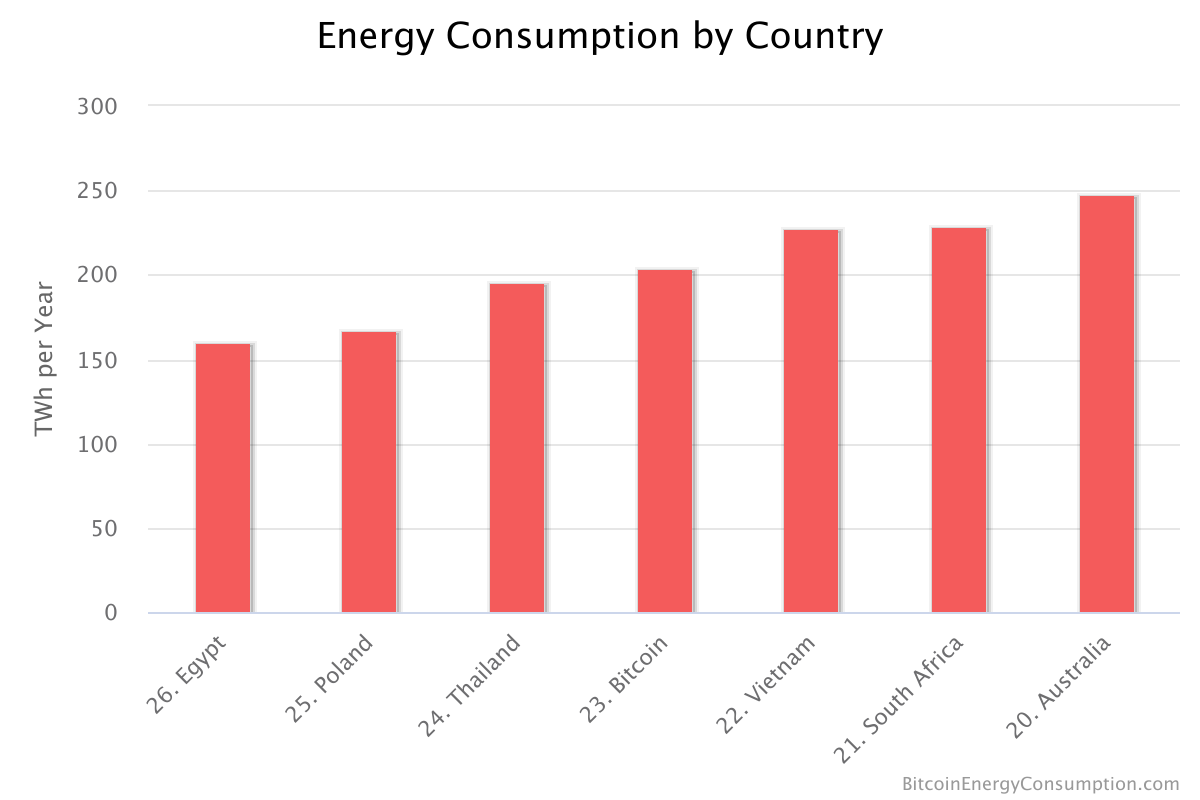 Energy Consumption by Country
TWh per Year
300
250
200
150
100
50
0
26. Egypt
25. Poland
24. Thailand
23. Bitcoin
22. Vietnam
21. South Africa
20. Australia
BitcoinEnergyConsumption.com